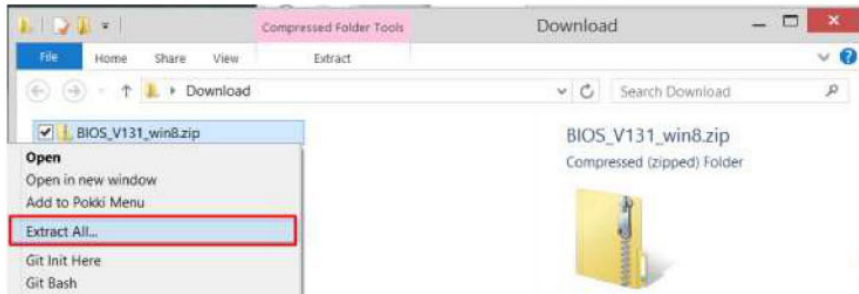 Compressed Folder Tools
Download
File Home Share View Extract
Download
Search Download
BIOS_V131_win8.zip
BIOS_V131_win8.zip
Compressed (zipped) Folder
Open
Open in new window
Add to Pokki Menu
Extract All...
Git Init Here
Git Bash